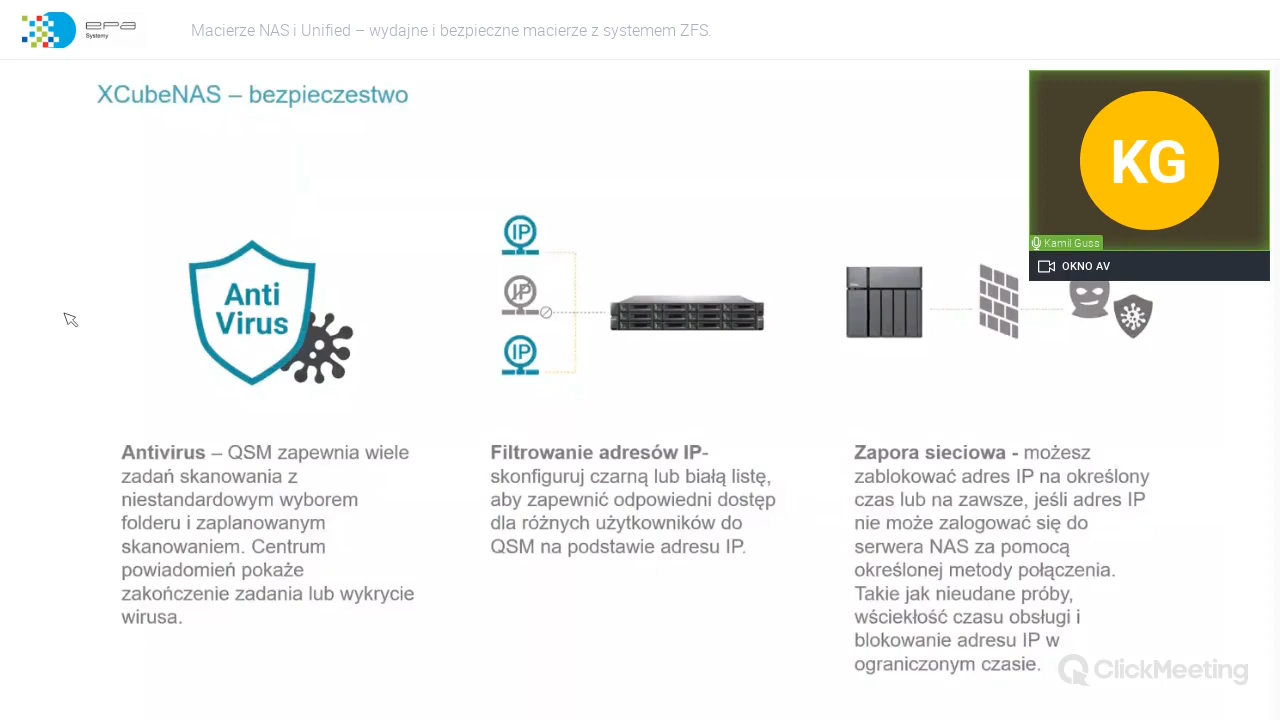 epa
Systemy
Macierze NAS i Unified – wydajne i bezpieczne macierze z systemem ZFS.
XCubeNAS – bezpieczestwo
KG
Kamil Guss
OKNO AV
Anti
Virus
IP
IP
IP
Antivirus – QSM zapewnia wiele
zadań skanowania z
niestandardowym wyborem
folderu i zaplanowanym
skanowaniem. Centrum
powiadomień pokaże
zakończenie zadania lub wykrycie
wirusa.
Filtrowanie adresów IP-
skonfiguruj czarną lub białą listę,
aby zapewnić odpowiedni dostęp
dla różnych użytkowników do
QSM na podstawie adresu IP.
Zapora sieciowa - możesz
zablokować adres IP na określony
czas lub na zawsze, jeśli adres IP
nie może zalogować się do
serwera NAS za pomocą
określonej metody połączenia.
Takie jak nieudane próby,
wściekłość czasu obsługi i
blokowanie adresu IP w
ograniczonym czasie.
ClickMeeting